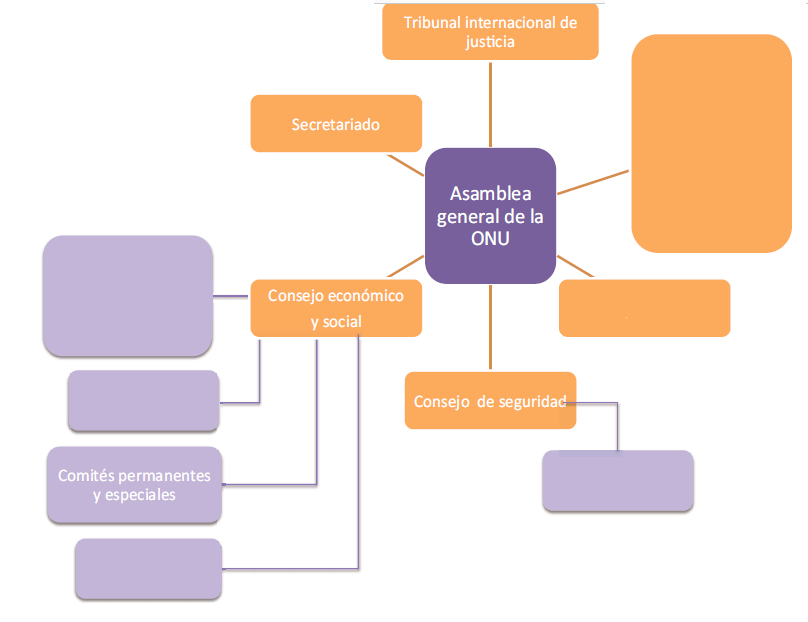 Tribunal internacional de
justicia
Secretariado
Asamblea
general de la
ONU
Consejo económico
y social
Consejo de seguridad
Comités permanentes
y especiales